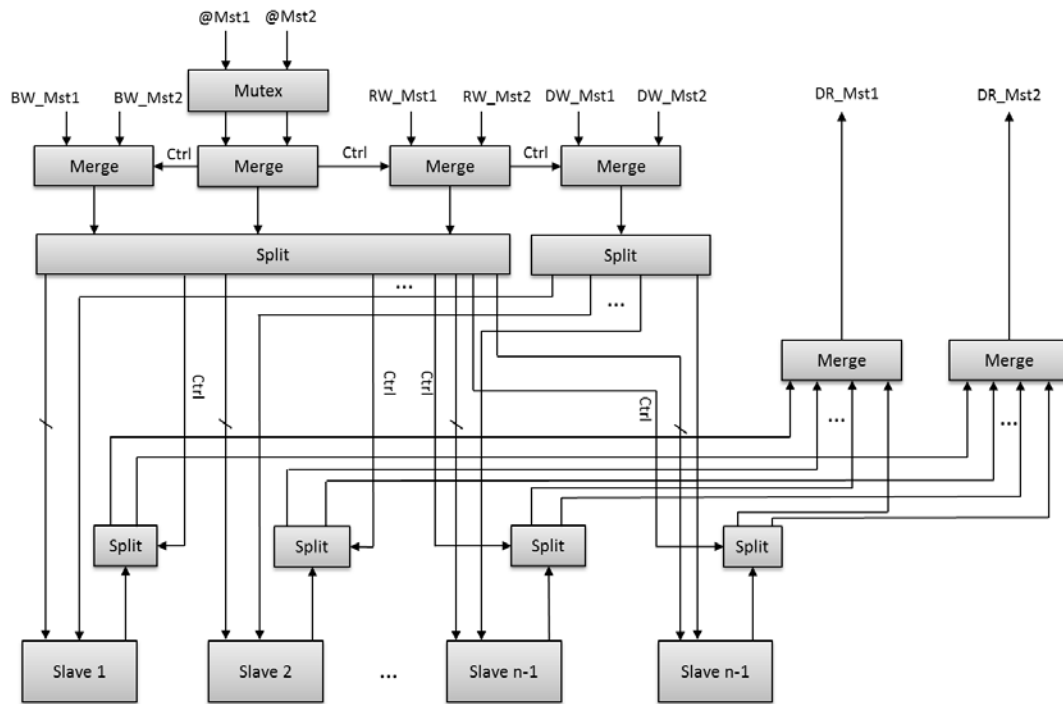 @Mst1 @Mst2
BW_Mst1 BW_Mst2 Mutex RW_Mst1 RW_Mst2 DW_Mst1 DW_Mst2 DR_Mst1 DR_Mst2
Merge Ctrl Merge Ctrl Merge Ctrl Merge
Split Split
... ...
Merge Merge
Ctrl Ctrl Ctrl Ctrl
... ...
Split Split Split Split
Slave 1 Slave 2 ... Slave n-1 Slave n-1